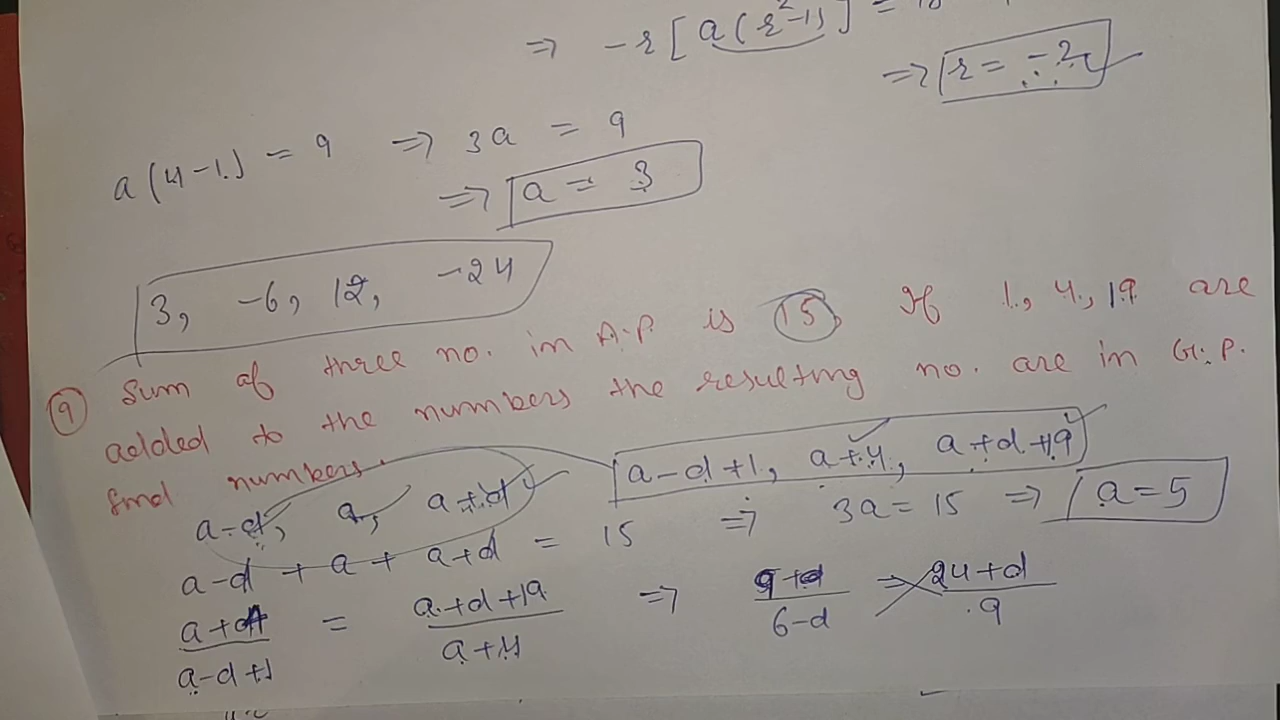 ⇒ -r[a(r²-1)] =
⇒ r = -2
a(4-1) = 9 ⇒ 3a = 9
⇒ a = 3
3, -6, 12, -24
⑨ Sum of three no. in A.P. is 15, If 1, 4, 19 are
added to the numbers the resulting no. are in G.P.
find numbers.
a-d, a, a+d a-d+1, a+4, a+d+19
a-d + a + a+d = 15 ⇒ 3a = 15 ⇒ a = 5
a+4/a-d+1 = a+d+19/a+4 ⇒ 9/6-d = 24+d/9